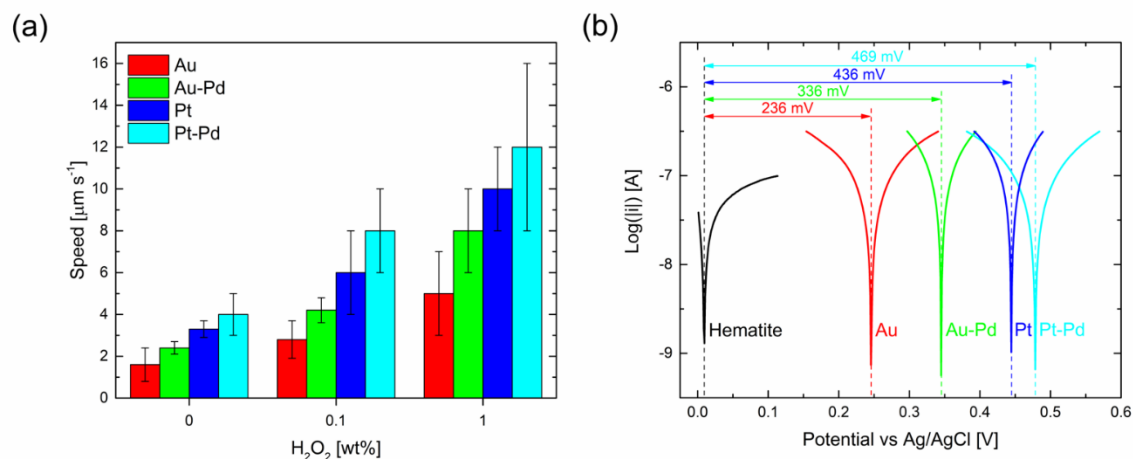 (a)
Au
Au-Pd
Pt
Pt-Pd
16
14
12
10
8
6
4
2
0
Speed [μm s⁻¹]
0
0.1
1
H₂O₂ [wt%]
(b)
469 mV
436 mV
336 mV
236 mV
-6
-7
-8
-9
Log(|i|) [A]
Hematite
Au
Au-Pd
Pt
Pt-Pd
0.0
0.1
0.2
0.3
0.4
0.5
0.6
Potential vs Ag/AgCl [V]